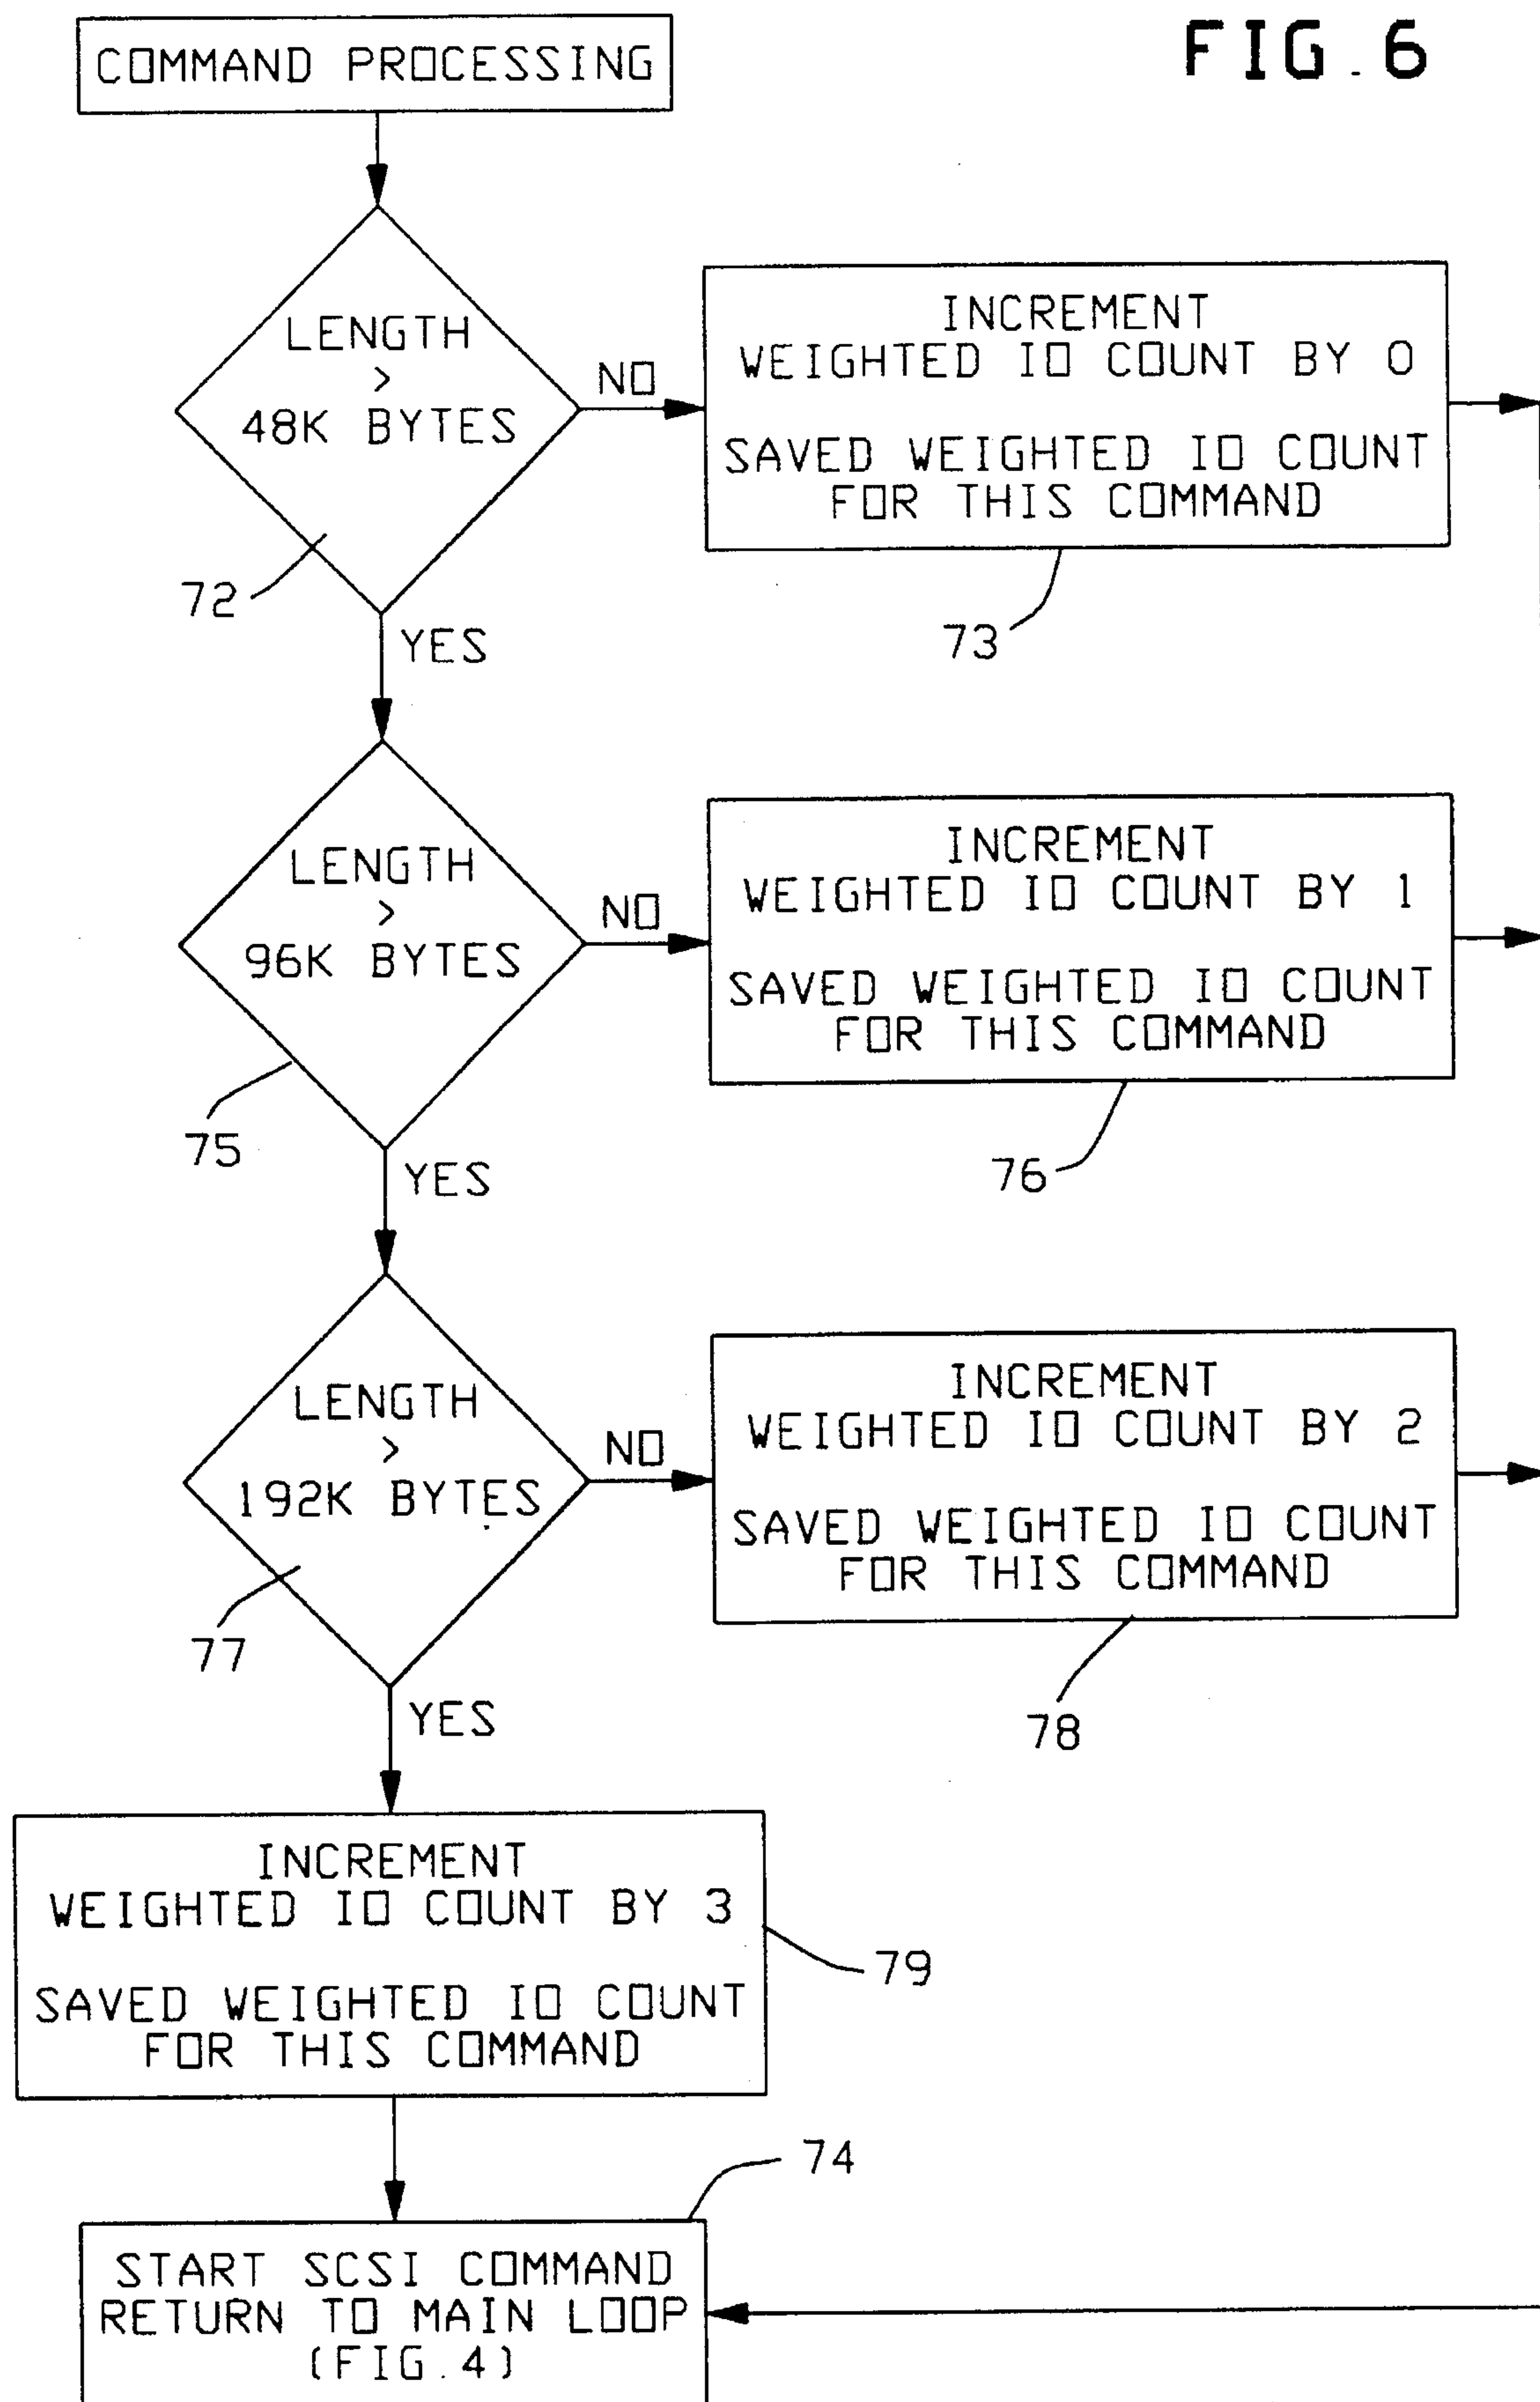 FIG.6
COMMAND PROCESSING
LENGTH
>
48K BYTES
NO
INCREMENT
WEIGHTED IO COUNT BY 0
SAVED WEIGHTED IO COUNT
FOR THIS COMMAND
72
73
YES
LENGTH
>
96K BYTES
NO
INCREMENT
WEIGHTED IO COUNT BY 1
SAVED WEIGHTED IO COUNT
FOR THIS COMMAND
75
76
YES
LENGTH
>
192K BYTES
NO
INCREMENT
WEIGHTED IO COUNT BY 2
SAVED WEIGHTED IO COUNT
FOR THIS COMMAND
77
78
YES
INCREMENT
WEIGHTED IO COUNT BY 3
SAVED WEIGHTED IO COUNT
FOR THIS COMMAND
79
74
START SCSI COMMAND
RETURN TO MAIN LOOP
(FIG.4)